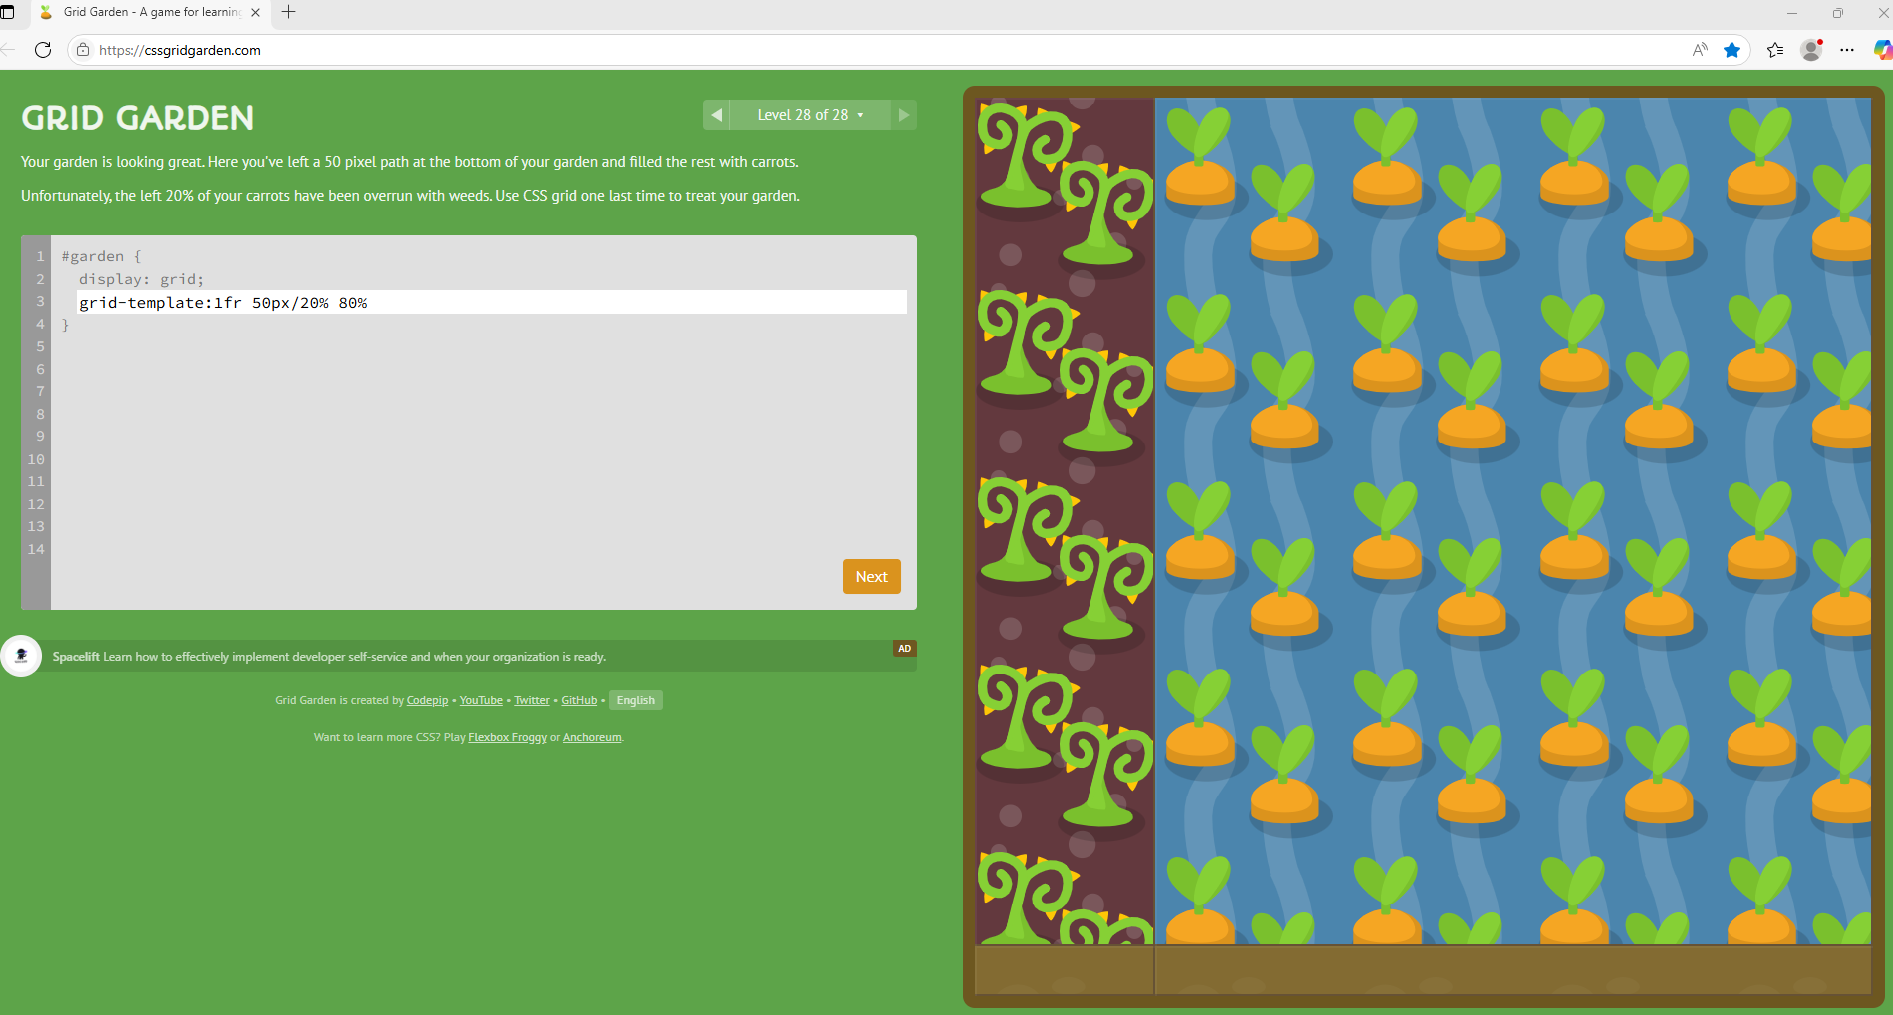 Grid Garden - A game for learning
https://cssgridgarden.com
GRID GARDEN
Level 28 of 28
Your garden is looking great. Here you've left a 50 pixel path at the bottom of your garden and filled the rest with carrots.
Unfortunately, the left 20% of your carrots have been overrun with weeds. Use CSS grid one last time to treat your garden.
1 #garden {
2 display: grid;
3 grid-template:1fr 50px/20% 80%
4 }
5
6
7
8
9
10
11
12
13
14
Next
Spacelift Learn how to effectively implement developer self-service and when your organization is ready.
AD
Grid Garden is created by Codepip • YouTube • Twitter • GitHub • English
Want to learn more CSS? Play Flexbox Froggy or Anchoreum.